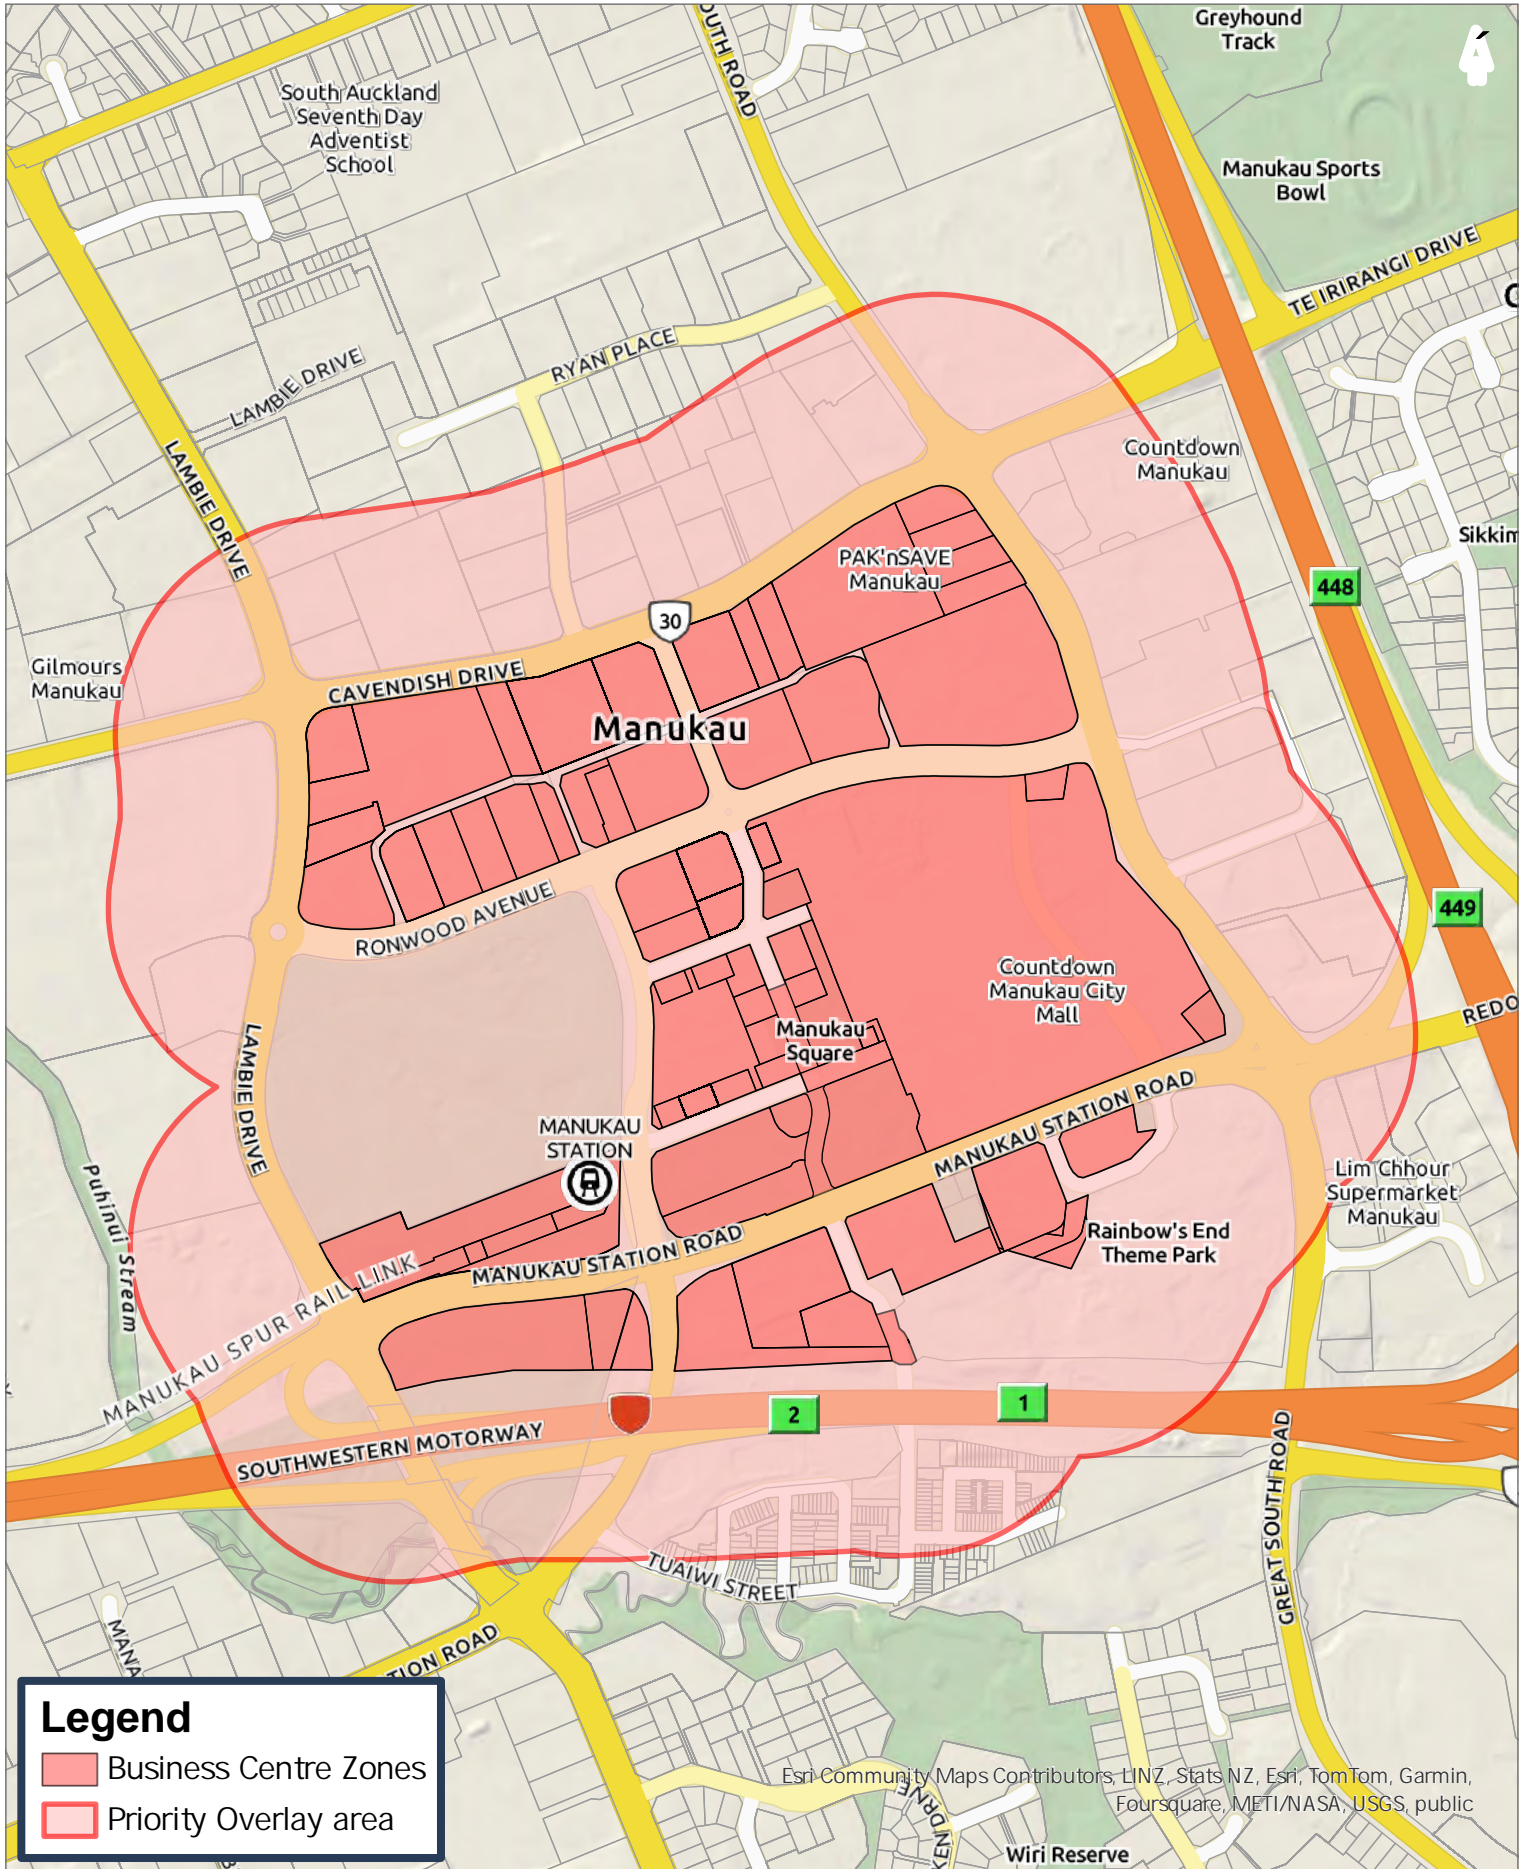 Greyhound
Track
OUTH ROAD
South Auckland
Seventh Day
Adventist
School
Manukau Sports
Bowl
TE IRIRANGI DRIVE
RYAN PLACE
LAMBIE DRIVE
LAMBIE DRIVE
Countdown
Manukau
Sikkim
PAK'nSAVE
Manukau
448
30
Gilmours
Manukau
CAVENDISH DRIVE
Manukau
449
RONWOOD AVENUE
Countdown
Manukau City
Mall
REDO
Manukau
Square
LAMBIE DRIVE
MANUKAU STATION ROAD
MANUKAU
STATION
Puhinui Stream
Lim Chhour
Supermarket
Manukau
Rainbow's End
Theme Park
MANUKAU STATION ROAD
MANUKAU SPUR RAIL LINK
2
1
SOUTHWESTERN MOTORWAY
GREAT SOUTH ROAD
TUAIWI STREET
MANA
TION ROAD
Legend
Business Centre Zones
Priority Overlay area
KEN DRIVE
Esri Community Maps Contributors, LINZ, Stats NZ, Esri, TomTom, Garmin,
Foursquare, METI/NASA, USGS, public
Wiri Reserve